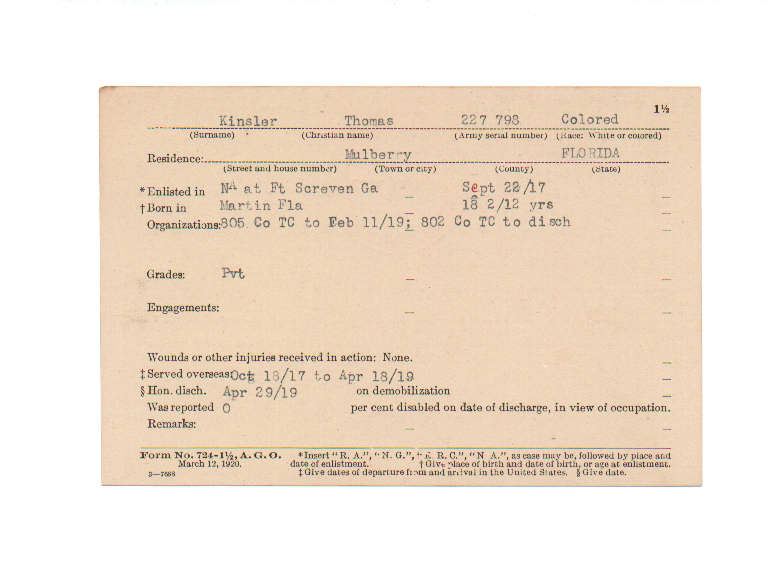 1½
Kinsler Thomas 227 798 Colored
(Surname) (Christian name) (Army serial number) (Race: White or colored)
Residence: Mulberry FLORIDA
(Street and house number) (Town or city) (County) (State)
*Enlisted in NA at Ft Screven Ga Sept 22/17
†Born in Martin Fla 18 2/12 yrs
Organizations: 805 Co TC to Feb 11/19; 802 Co TC to disch
Grades: Pvt
Engagements:
Wounds or other injuries received in action: None.
‡Served overseas: Oct 18/17 to Apr 18/19
§Hon. disch. Apr 29/19 on demobilization
Was reported 0 per cent disabled on date of discharge, in view of occupation.
Remarks:
Form No. 724-1½, A. G. O. *Insert "R. A.", "N. G.", "E. R. C.", "N. A.", as case may be, followed by place and
March 12, 1920. date of enlistment. †Give place of birth and date of birth, or age at enlistment.
3—7688 ‡Give dates of departure from and arrival in the United States. §Give date.